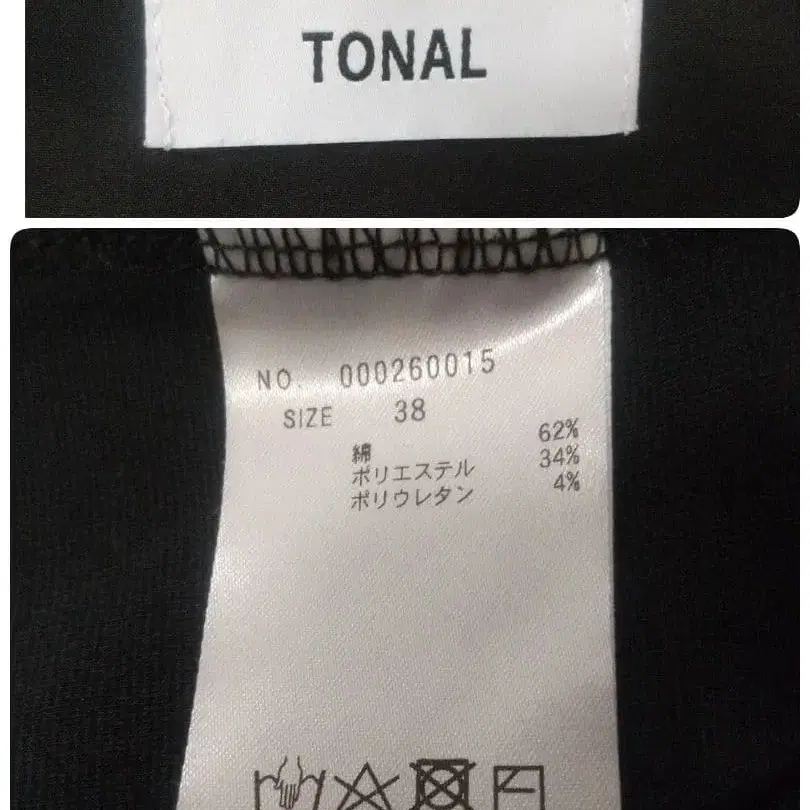 TONAL
NO. 000260015
SIZE 38
綿 62%
ポリエステル 34%
ポリウレタン 4%